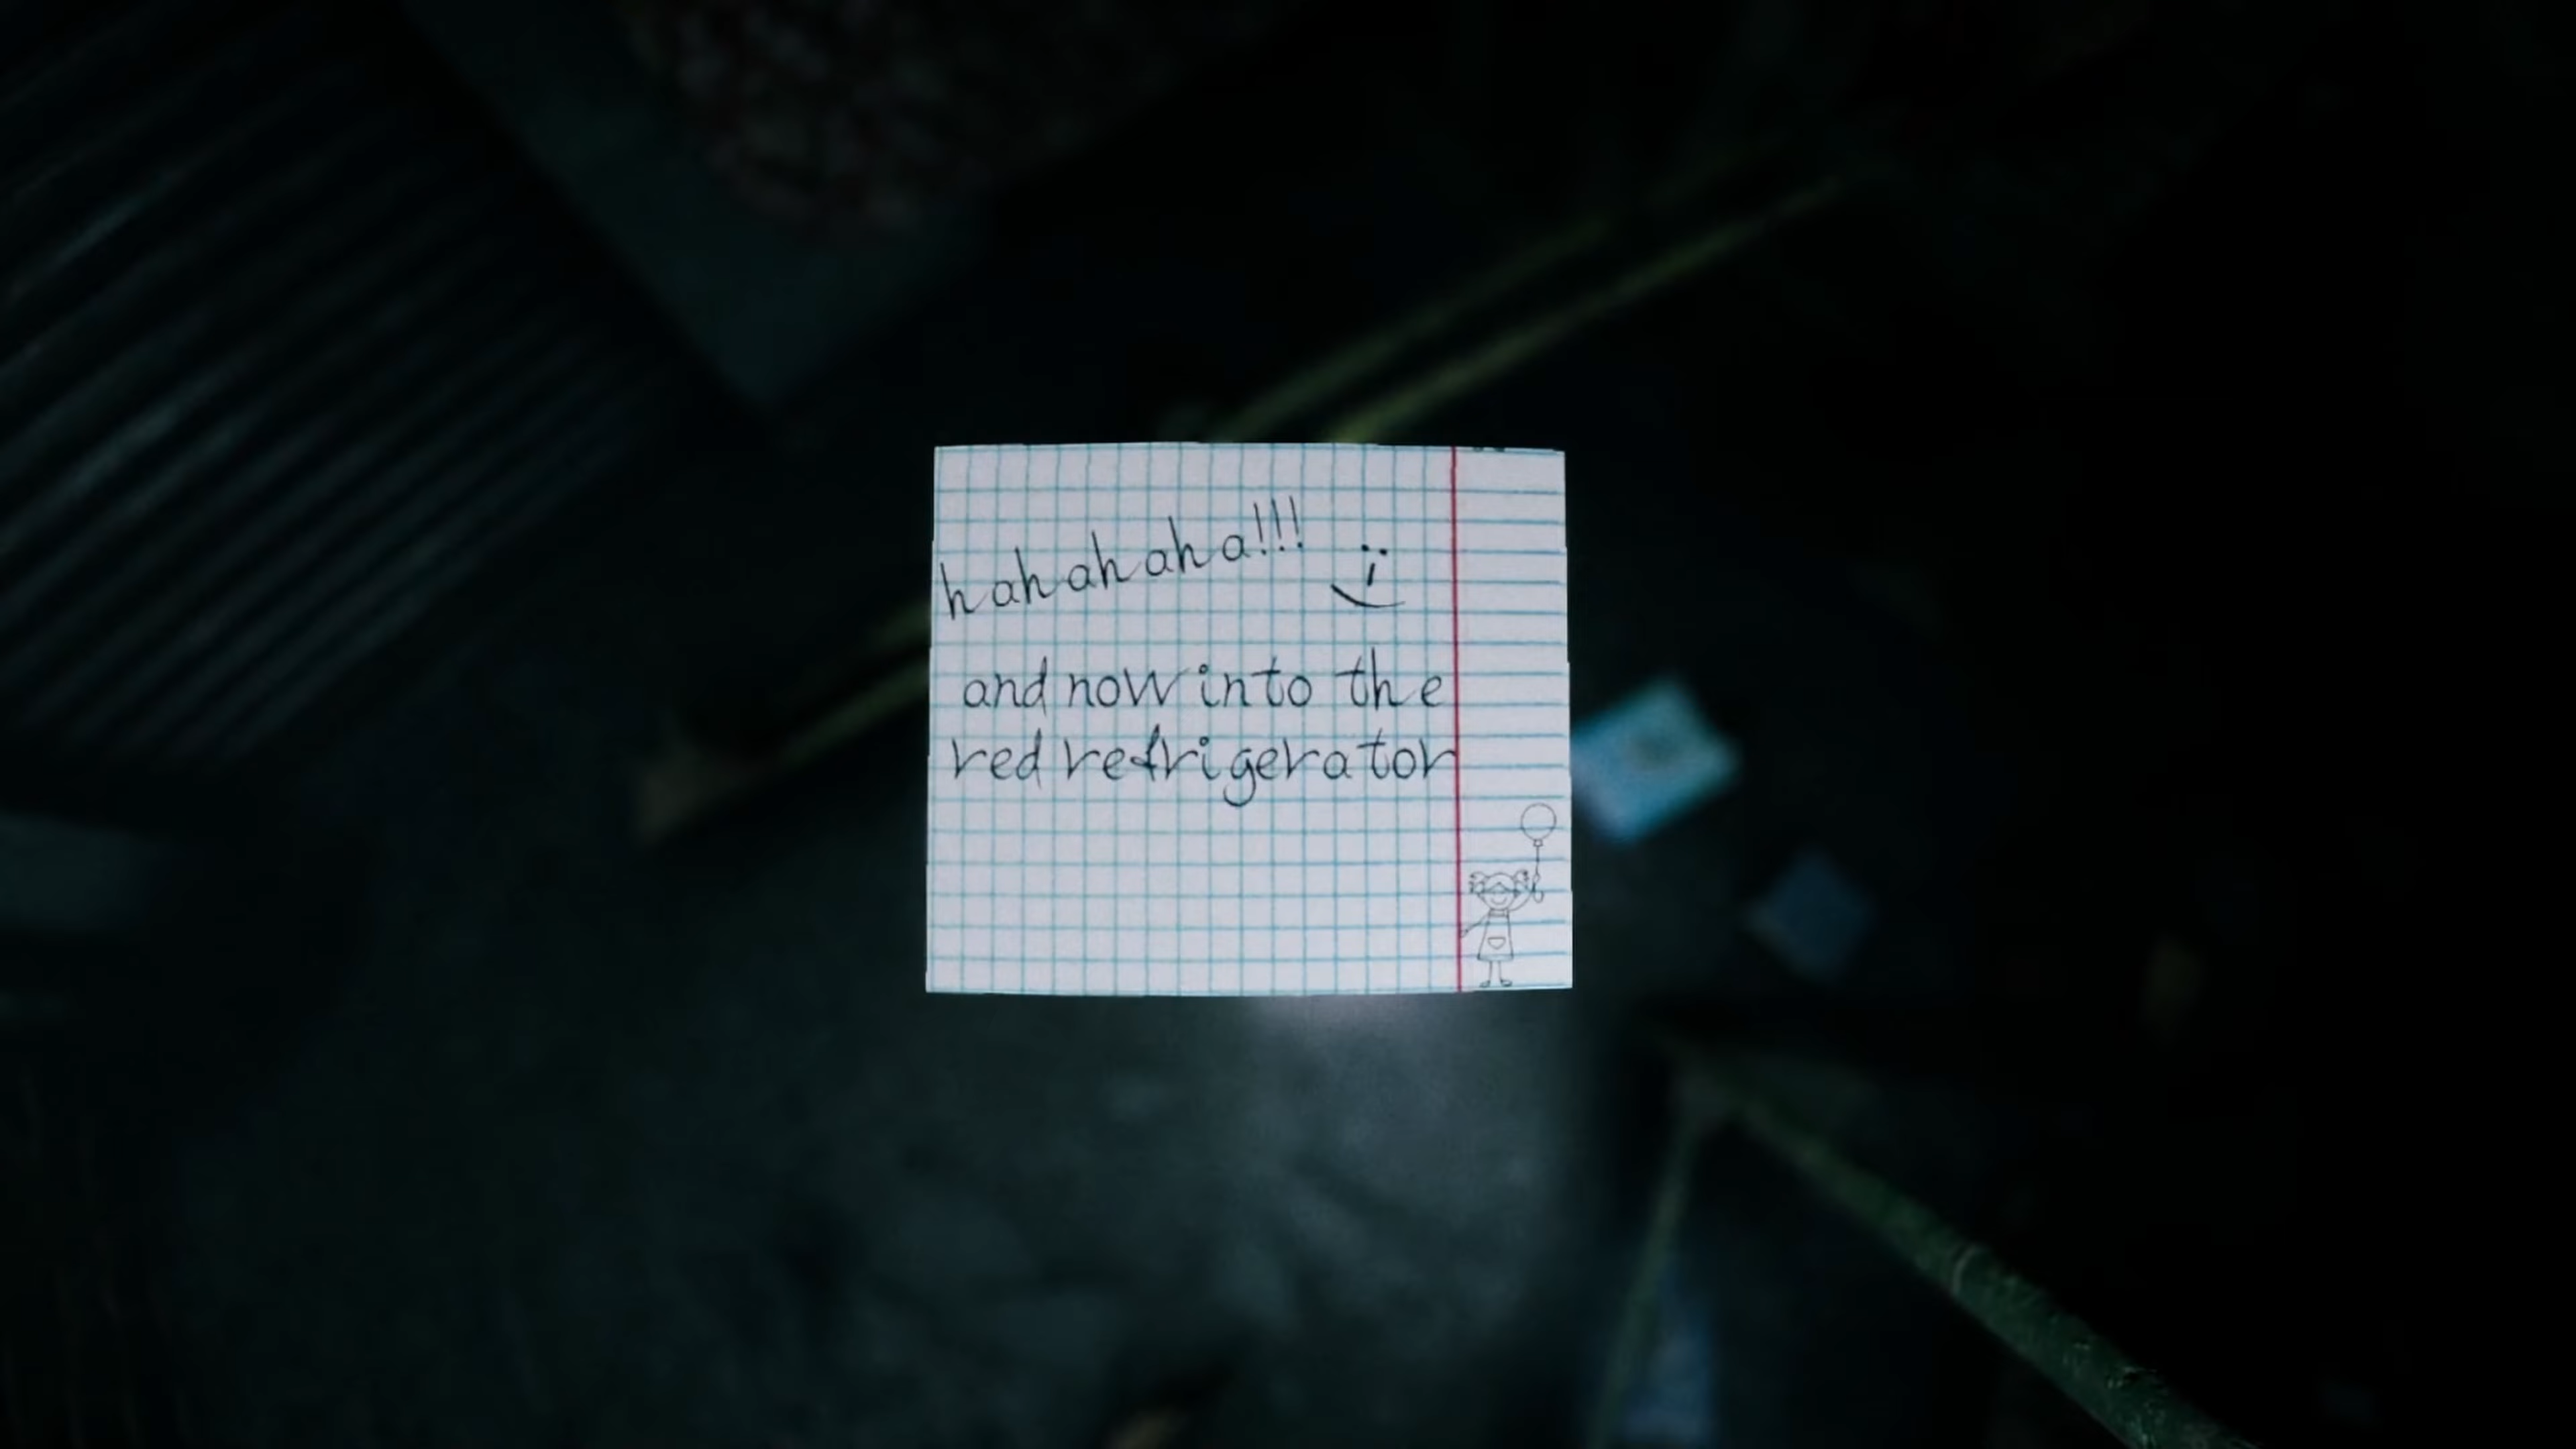 hahahaha!!! :)
and now into the
red refrigerator